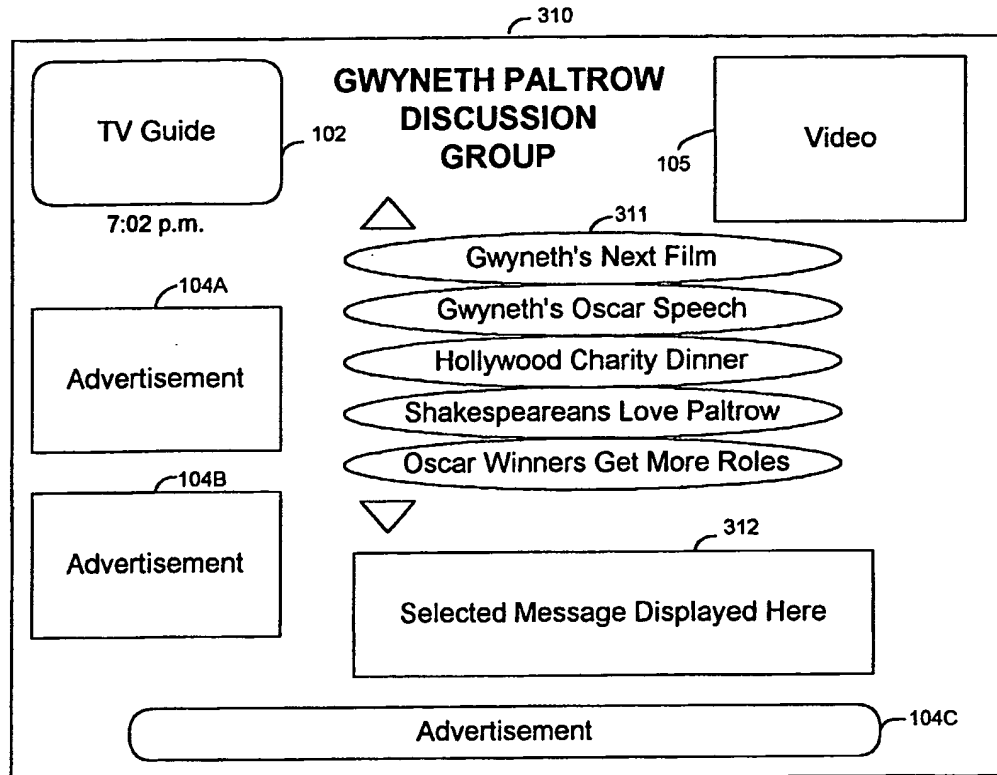 310
GWYNETH PALTROW
DISCUSSION
GROUP
TV Guide
102
105
Video
7:02 p.m.
311
Gwyneth's Next Film
Gwyneth's Oscar Speech
Hollywood Charity Dinner
Shakespeareans Love Paltrow
Oscar Winners Get More Roles
104A
Advertisement
104B
Advertisement
312
Selected Message Displayed Here
Advertisement
104C